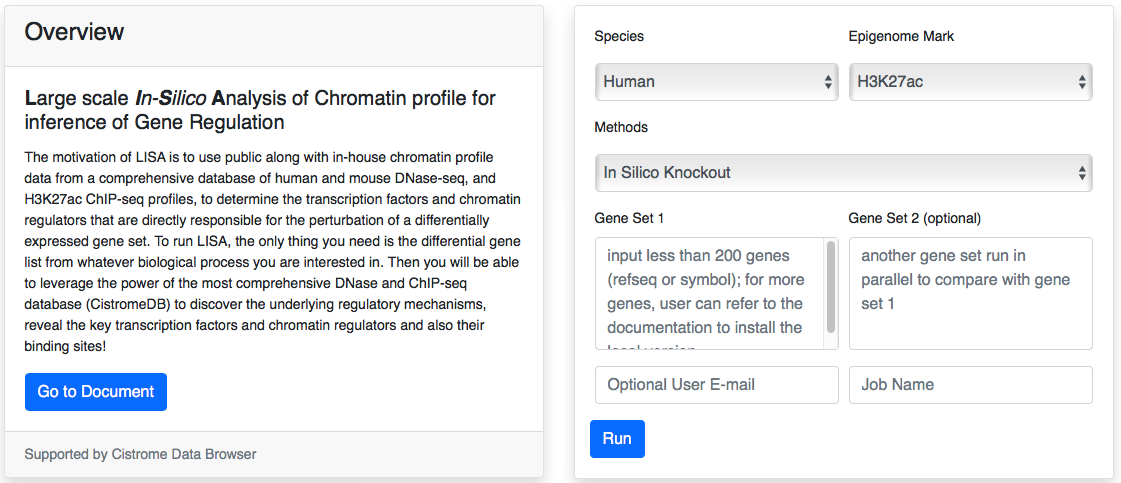 Overview
Large scale In-Silico Analysis of Chromatin profile for
inference of Gene Regulation
The motivation of LISA is to use public along with in-house chromatin profile
data from a comprehensive database of human and mouse DNase-seq, and
H3K27ac ChIP-seq profiles, to determine the transcription factors and chromatin
regulators that are directly responsible for the perturbation of a differentially
expressed gene set. To run LISA, the only thing you need is the differential gene
list from whatever biological process you are interested in. Then you will be able
to leverage the power of the most comprehensive DNase and ChIP-seq
database (CistromeDB) to discover the underlying regulatory mechanisms,
reveal the key transcription factors and chromatin regulators and also their
binding sites!
Go to Document
Supported by Cistrome Data Browser
Species
Epigenome Mark
Human
H3K27ac
Methods
In Silico Knockout
Gene Set 1
Gene Set 2 (optional)
input less than 200 genes
(refseq or symbol); for more
genes, user can refer to the
documentation to install the
local version
another gene set run in
parallel to compare with gene
set 1
Optional User E-mail
Job Name
Run